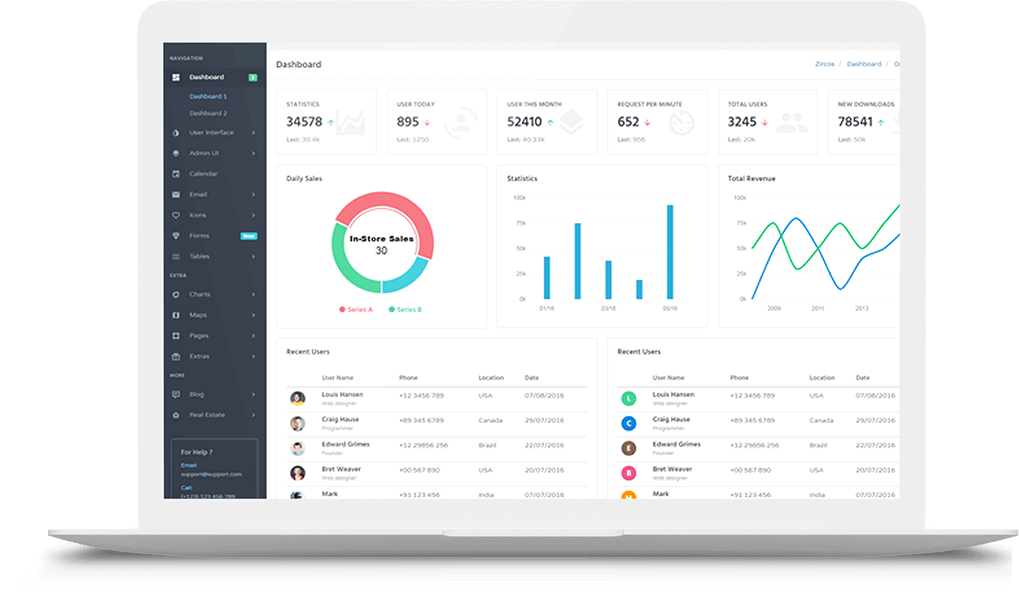 NAVIGATION
Dashboard
Dashboard 1
Dashboard 2
User Interface
Admin UI
Calendar
Email
Icons
Forms
New
Tables
EXTRA
Charts
Maps
Pages
Extras
MORE
Blog
Real Estate
For Help ?
Email:
support@support.com
Call:
(+123) 123 456 789
Dashboard
Zircos / Dashboard /
STATISTICS
34578
Last: 30.4k
USER TODAY
895
Last: 1250
USER THIS MONTH
52410
Last: 40.33k
REQUEST PER MINUTE
652
Last: 956
TOTAL USERS
3245
Last: 20k
NEW DOWNLOADS
78541
Last: 50k
Daily Sales
In-Store Sales
30
Series A Series B
Statistics
100k
75k
50k
25k
0k
01/16 03/16 05/16
Total Revenue
100k
75k
50k
25k
0k
2009 2011 2013
Recent Users
User Name Phone Location Date
Louis Hansen +12 3456 789 USA 07/08/2016
Web designer
Craig Hause +89 345 6789 Canada 29/07/2016
Programmer
Edward Grimes +12 29856 256 Brazil 22/07/2016
Founder
Bret Weaver +00 567 890 USA 20/07/2016
Web designer
Mark +91 123 456 India 07/07/2016
Recent Users
User Name Phone Location Date
L Louis Hansen +12 3456 789 USA 07/08/2016
Web designer
C Craig Hause +89 345 6789 Canada 29/07/2016
Programmer
E Edward Grimes +12 29856 256 Brazil 22/07/2016
Founder
B Bret Weaver +00 567 890 USA 20/07/2016
Web designer
M Mark +91 123 456 India 07/07/2016